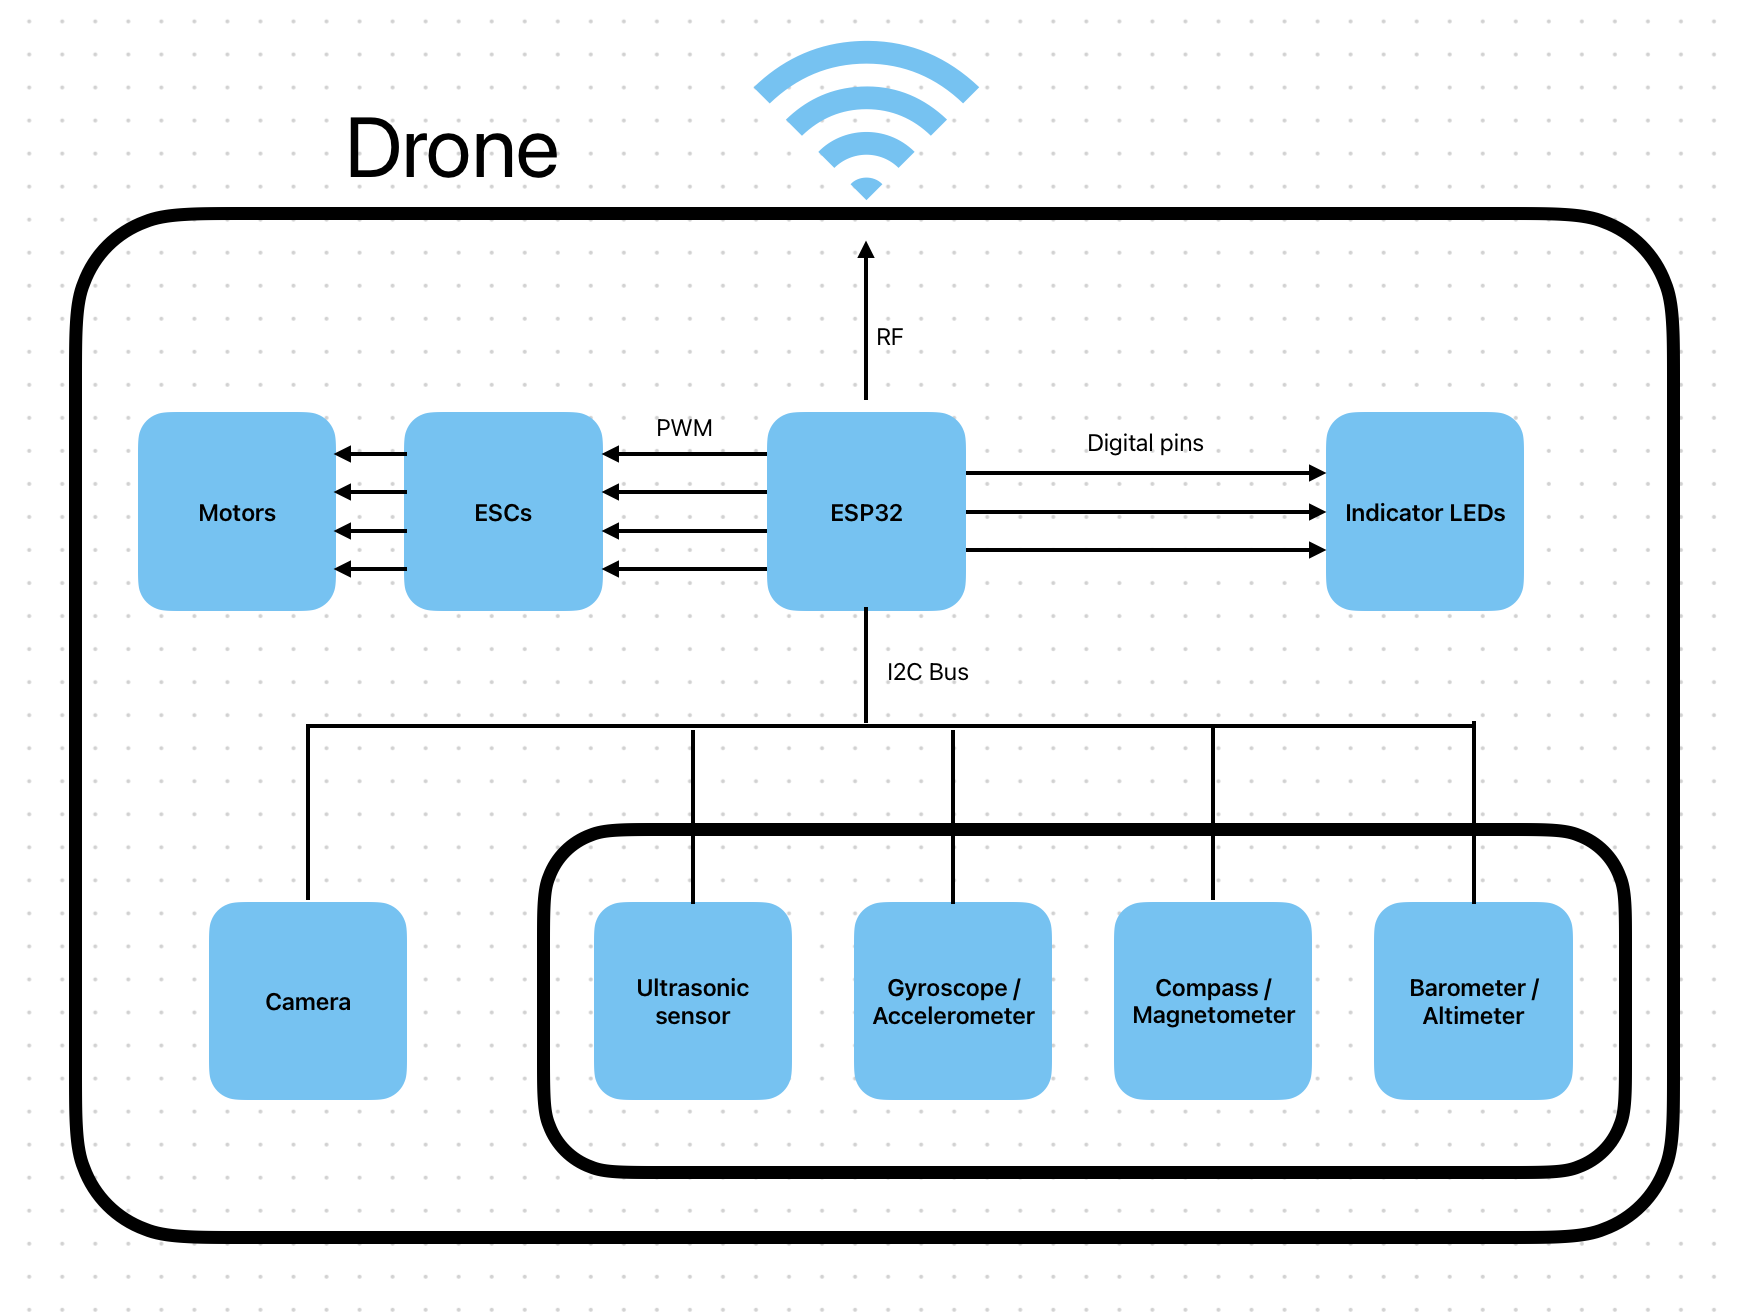 Drone
RF
PWM
Digital pins
Motors
ESCs
ESP32
Indicator LEDs
I2C Bus
Camera
Ultrasonic
sensor
Gyroscope /
Accelerometer
Compass /
Magnetometer
Barometer /
Altimeter